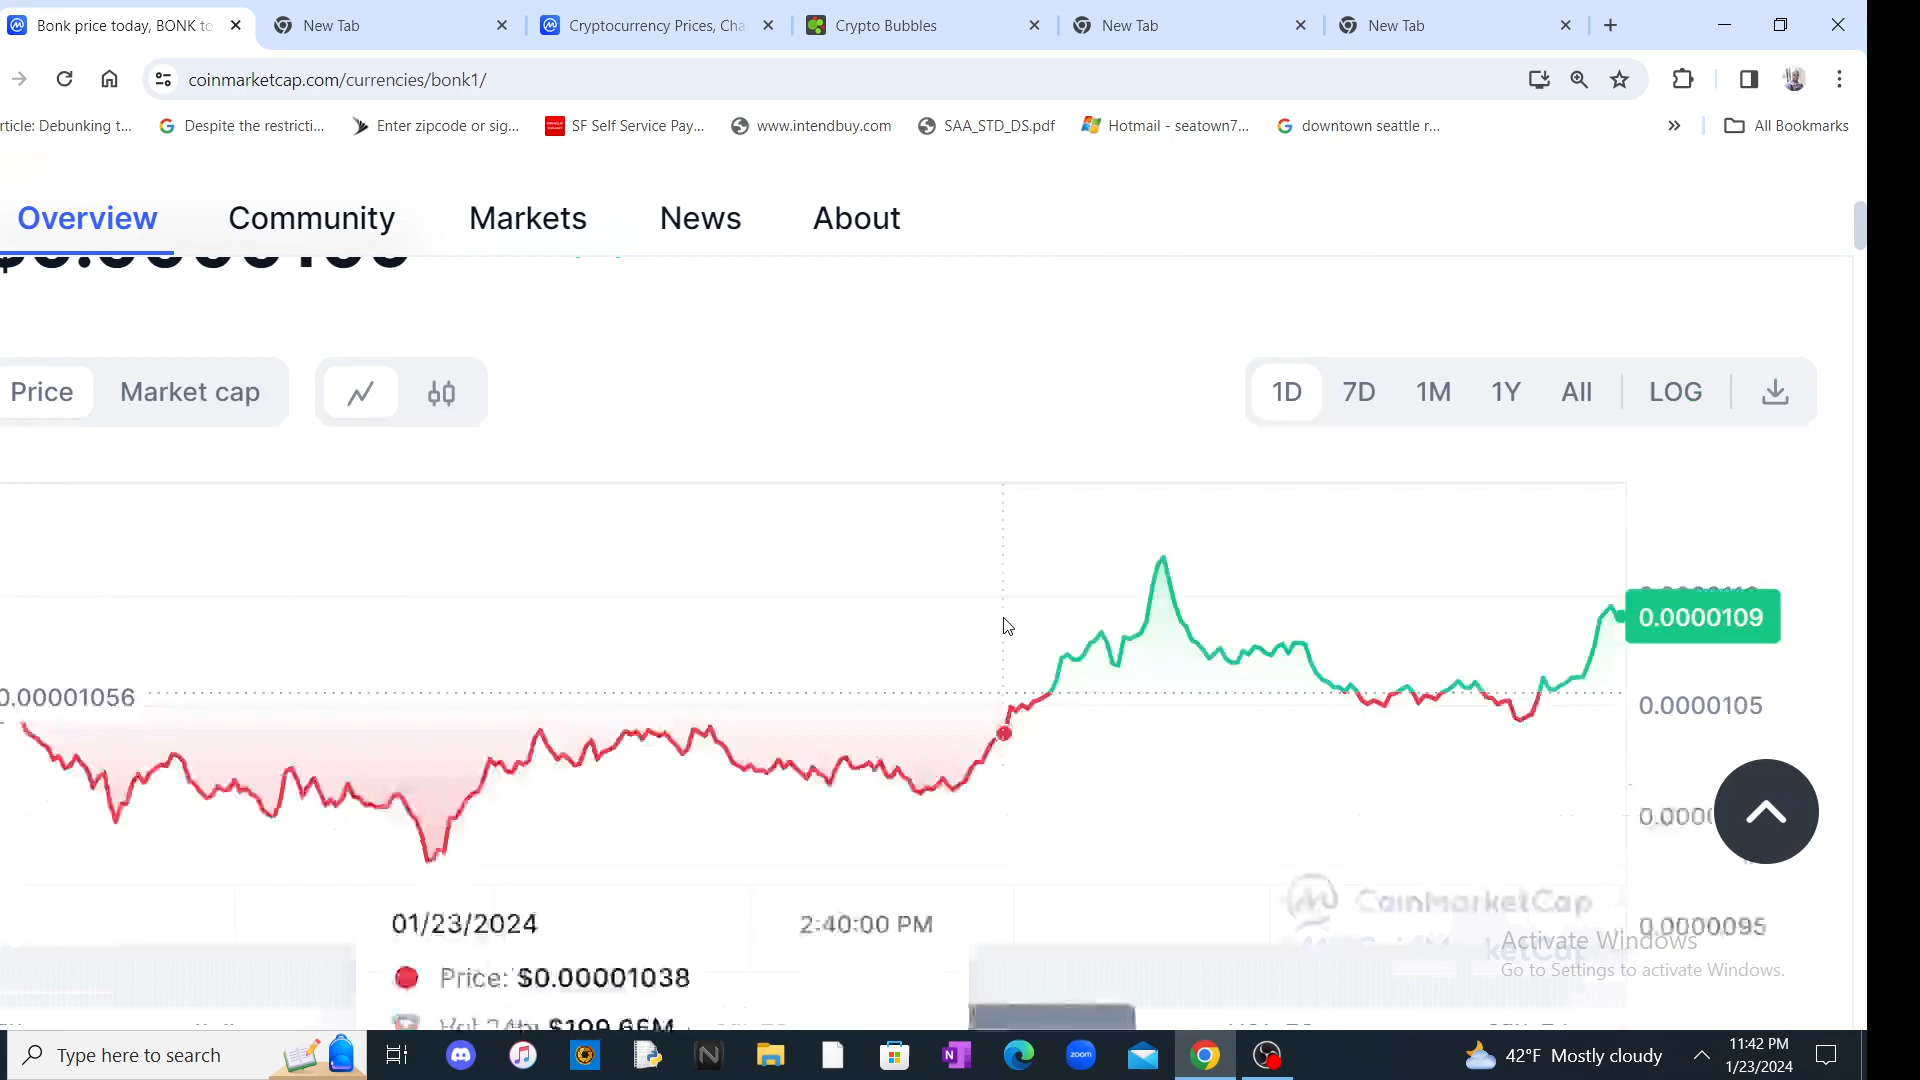 Bonk price today, BONK to
New Tab
Cryptocurrency Prices, Cha
Crypto Bubbles
New Tab
New Tab
coinmarketcap.com/currencies/bonk1/
rticle: Debunking t...
Despite the restricti...
Enter zipcode or sig...
SF Self Service Pay...
www.intendbuy.com
SAA_STD_DS.pdf
Hotmail - seatown7...
downtown seattle r...
All Bookmarks
Overview
Community
Markets
News
About
Price
Market cap
1D
7D
1M
1Y
All
LOG
0.0000109
0.00001056
0.0000105
0.0000095
01/23/2024
2:40:00 PM
Price: $0.00001038
CoinMarketCap
Activate Windows
Go to Settings to activate Windows.
Type here to search
zoom
42°F Mostly cloudy
11:42 PM
1/23/2024